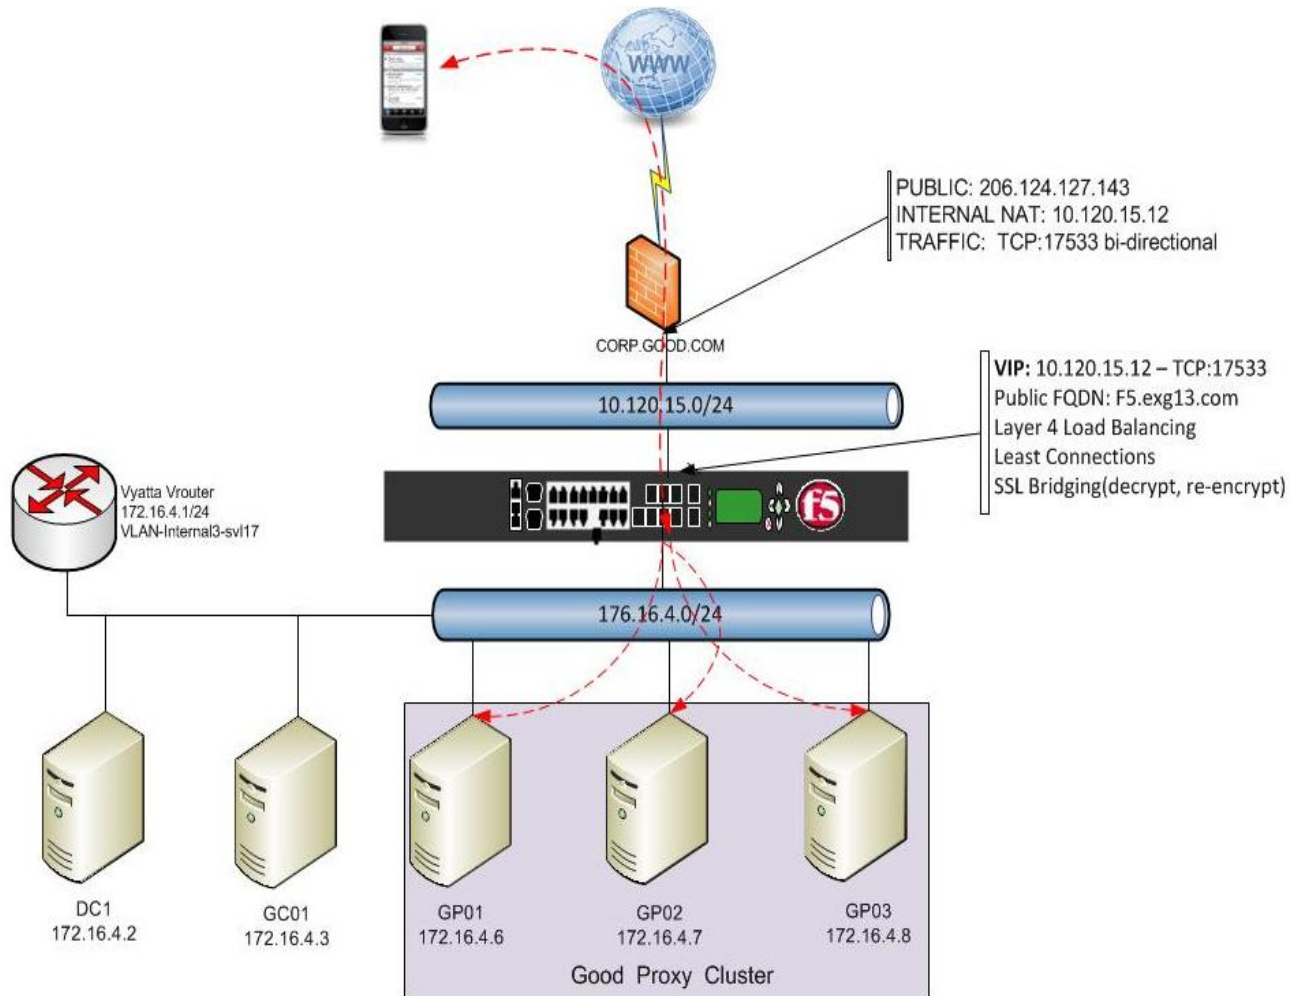 WWW
PUBLIC: 206.124.127.143
INTERNAL NAT: 10.120.15.12
TRAFFIC: TCP:17533 bi-directional
CORP.GOOD.COM
VIP: 10.120.15.12 – TCP:17533
Public FQDN: F5.exg13.com
Layer 4 Load Balancing
Least Connections
SSL Bridging(decrypt, re-encrypt)
10.120.15.0/24
Vyatta Vrouter
172.16.4.1/24
VLAN-Internal3-svl17
f5
176.16.4.0/24
DC1
172.16.4.2
GC01
172.16.4.3
GP01
172.16.4.6
GP02
172.16.4.7
GP03
172.16.4.8
Good Proxy Cluster